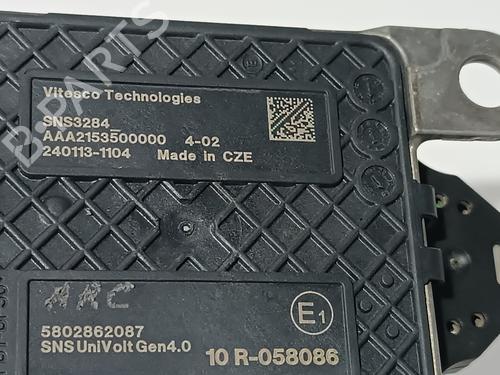 B-PARTS
Vitesco Technologies
SNS3284
AAA2153500000 4-02
240113-1104 Made in CZE
5802862087
SNS UniVolt Gen4.0
E1
10 R-058086